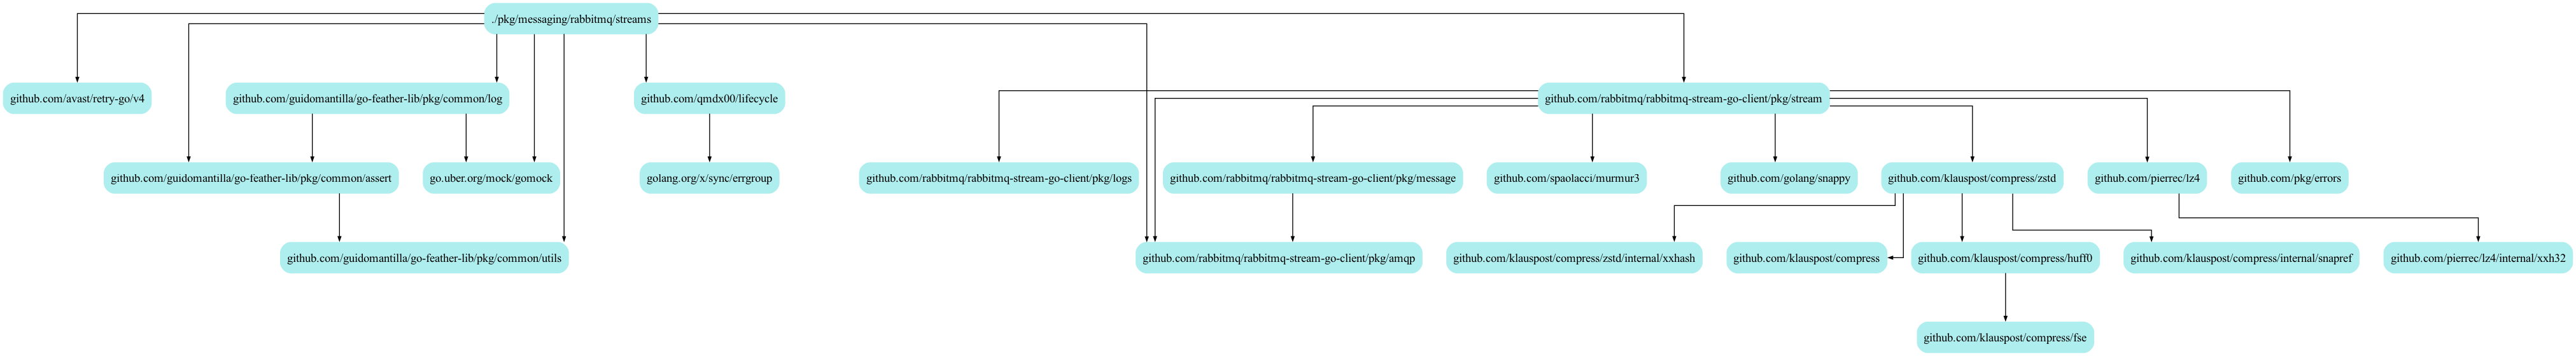 ./pkg/messaging/rabbitmq/streams
github.com/avast/retry-go/v4
github.com/guidomantilla/go-feather-lib/pkg/common/log
github.com/qmdx00/lifecycle
github.com/rabbitmq/rabbitmq-stream-go-client/pkg/stream
github.com/guidomantilla/go-feather-lib/pkg/common/assert
go.uber.org/mock/gomock
golang.org/x/sync/errgroup
github.com/rabbitmq/rabbitmq-stream-go-client/pkg/logs
github.com/rabbitmq/rabbitmq-stream-go-client/pkg/message
github.com/spaolacci/murmur3
github.com/golang/snappy
github.com/klauspost/compress/zstd
github.com/pierrec/lz4
github.com/pkg/errors
github.com/guidomantilla/go-feather-lib/pkg/common/utils
github.com/rabbitmq/rabbitmq-stream-go-client/pkg/amqp
github.com/klauspost/compress/zstd/internal/xxhash
github.com/klauspost/compress
github.com/klauspost/compress/huff0
github.com/klauspost/compress/internal/snapref
github.com/pierrec/lz4/internal/xxh32
github.com/klauspost/compress/fse